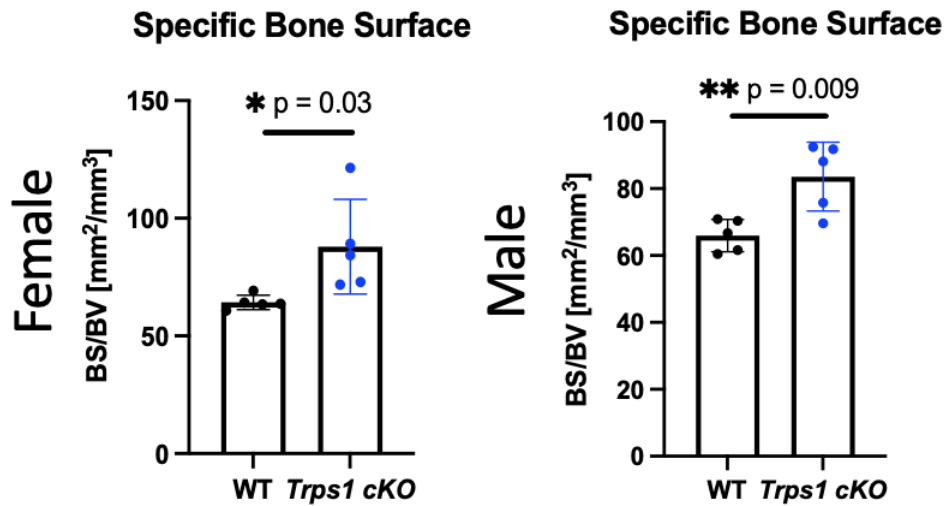 Specific Bone Surface
✱ p = 0.03
Female
BS/BV [mm²/mm³]
150
100
50
0
WT Trps1 cKO
Specific Bone Surface
✱✱ p = 0.009
Male
BS/BV [mm²/mm³]
100
80
60
40
20
0
WT Trps1 cKO